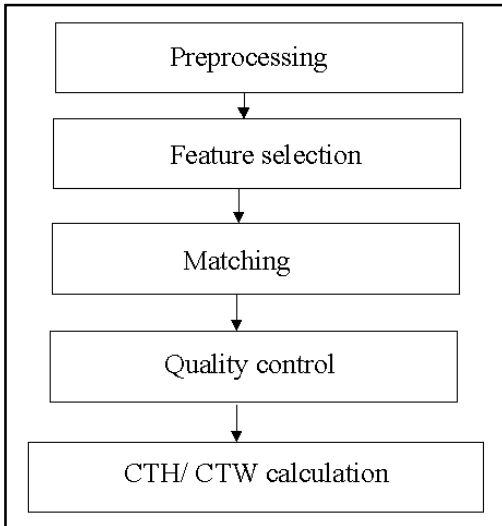 Preprocessing
Feature selection
Matching
Quality control
CTH/ CTW calculation